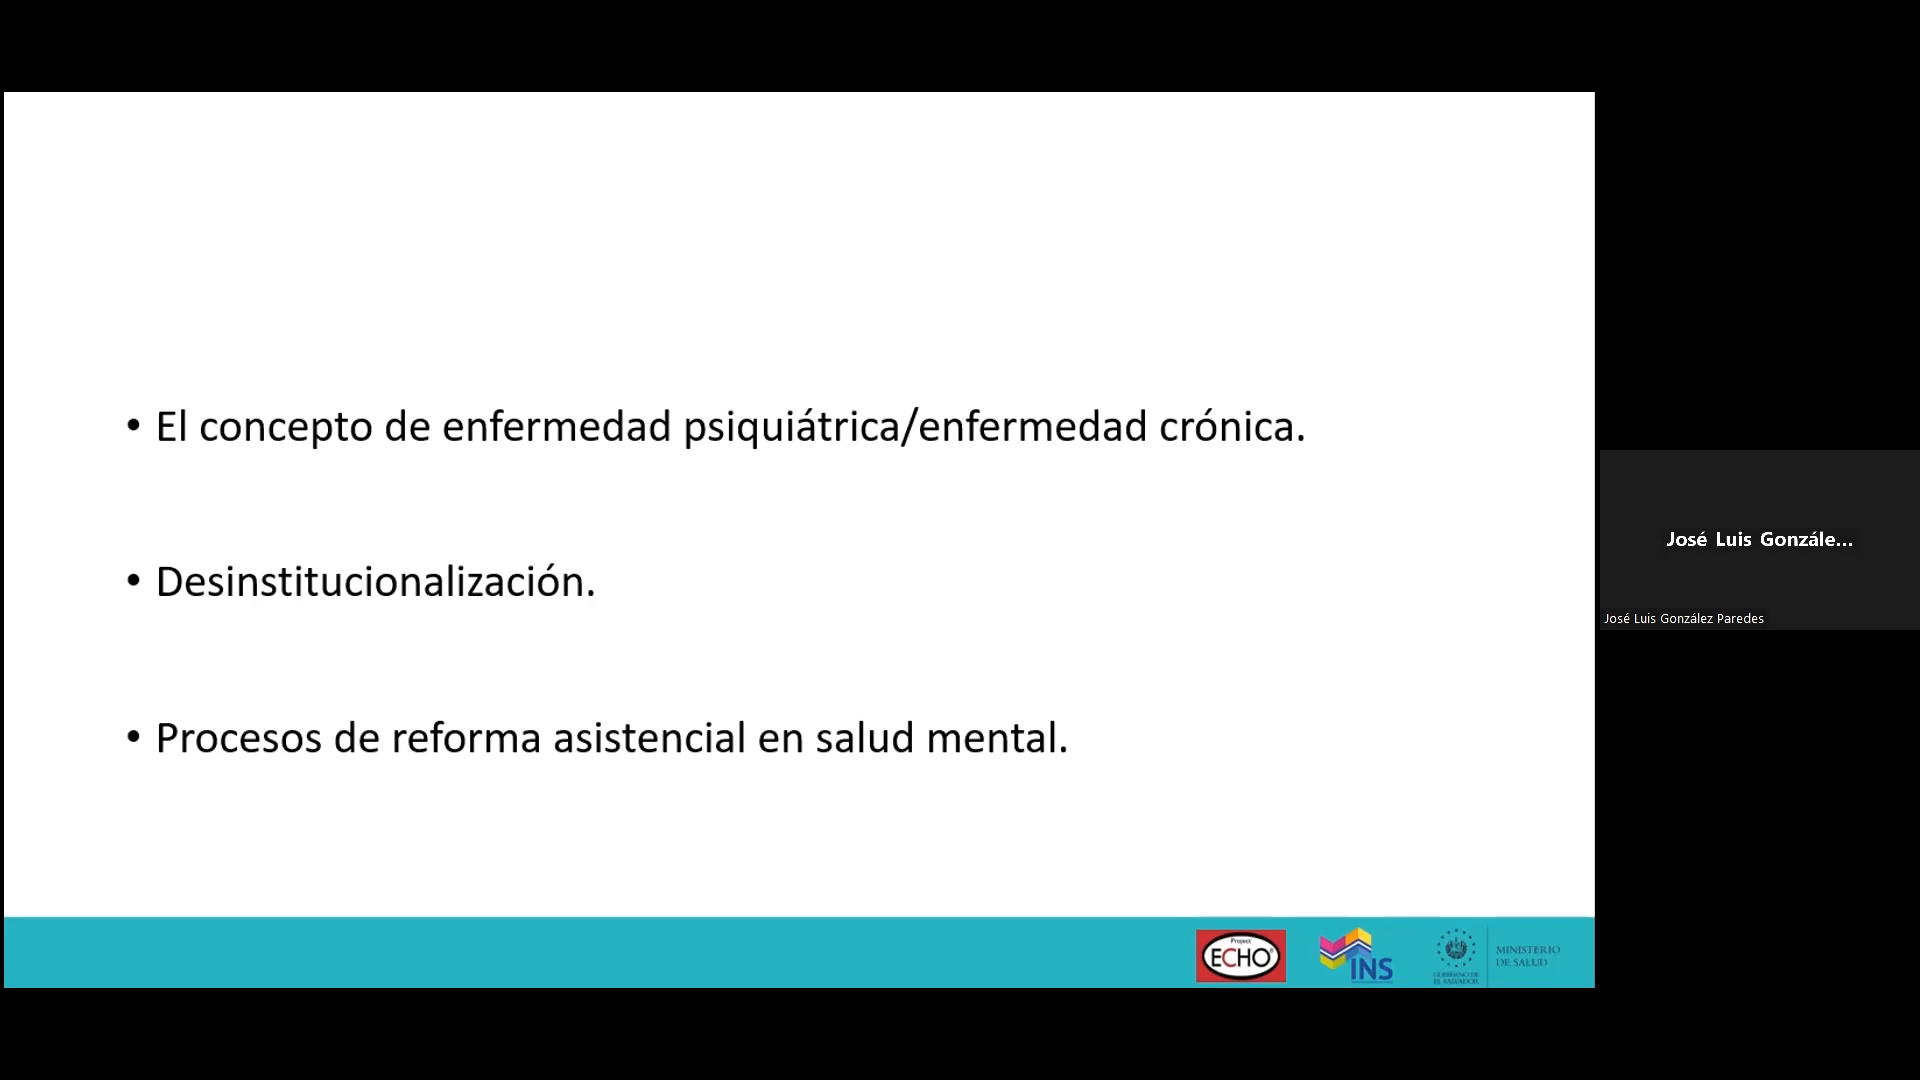 • El concepto de enfermedad psiquiátrica/enfermedad crónica.
• Desinstitucionalización.
• Procesos de reforma asistencial en salud mental.
José Luis Gonzále...
José Luis González Paredes
Project
ECHO
INS
GOBIERNO DE
EL SALVADOR
MINISTERIO
DE SALUD